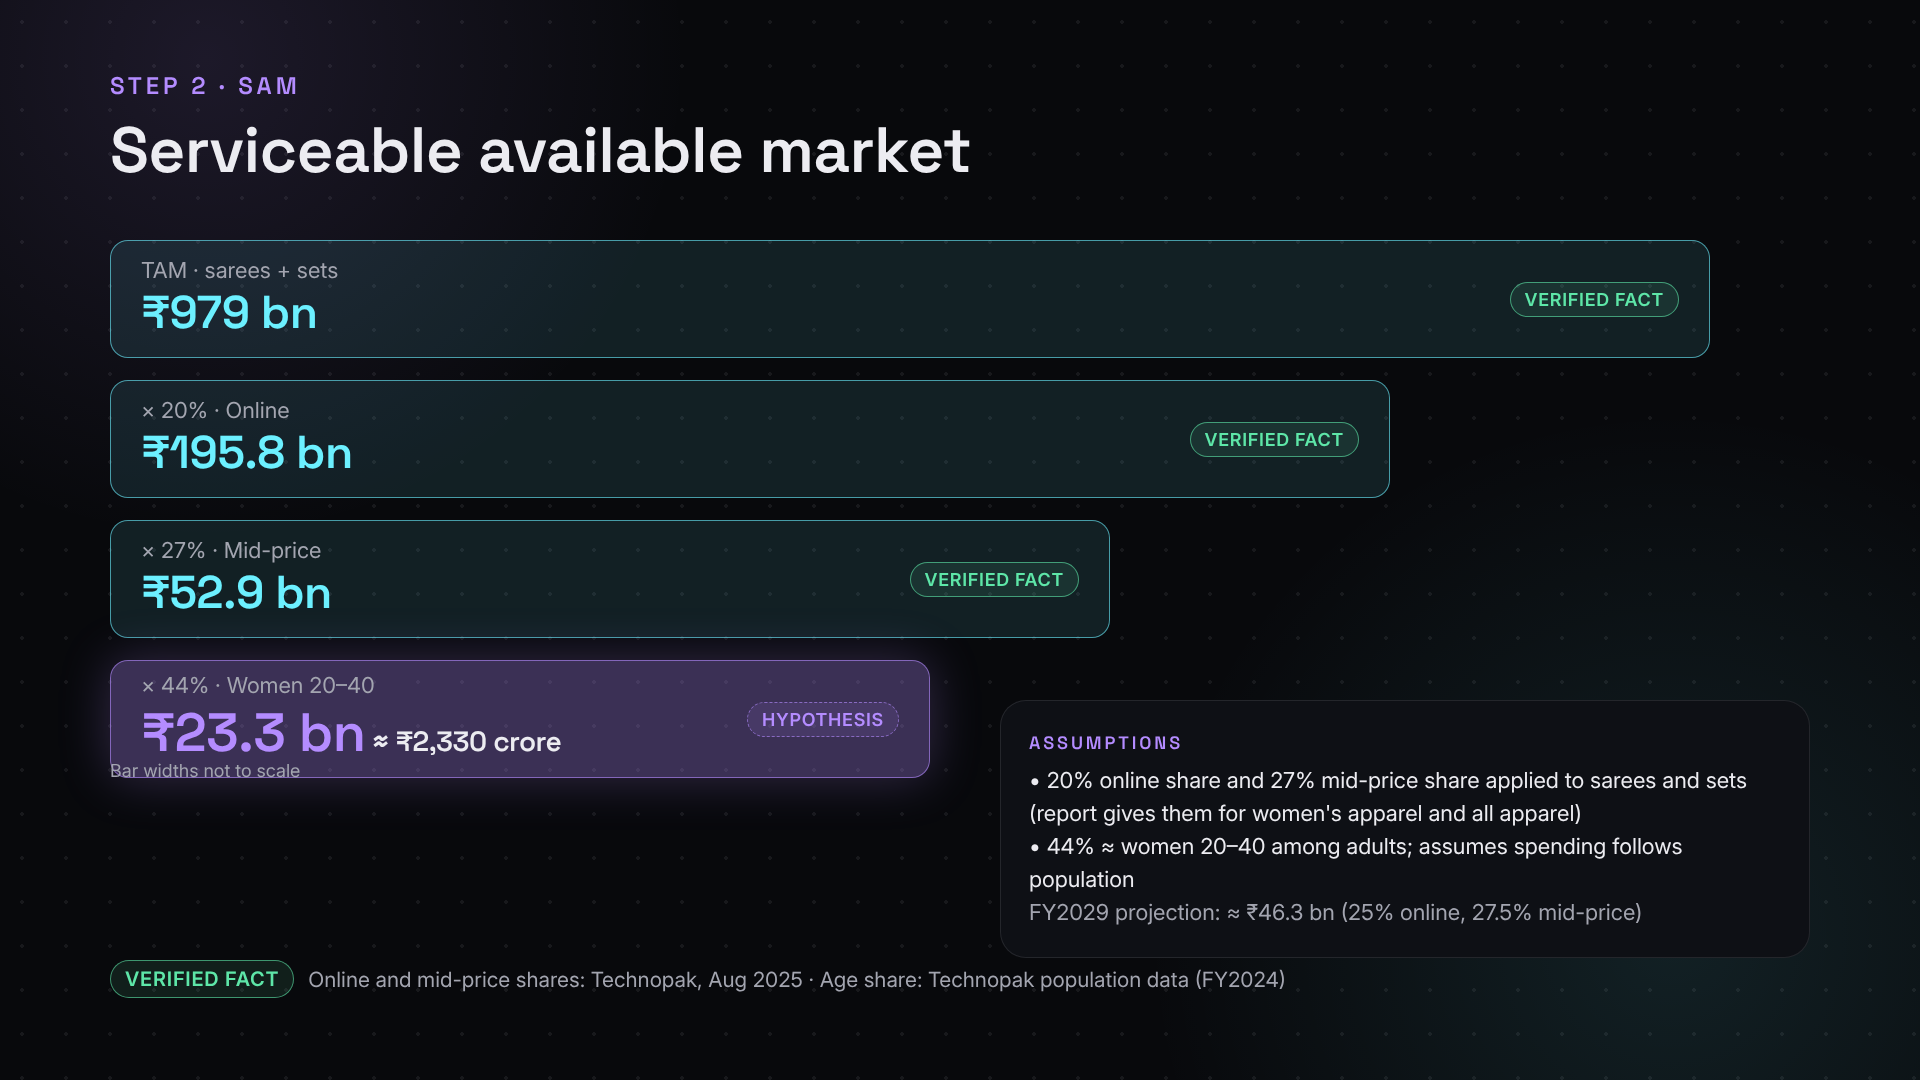 STEP 2 · SAM
Serviceable available market
TAM · sarees + sets
₹979 bn
VERIFIED FACT
× 20% · Online
₹195.8 bn
VERIFIED FACT
× 27% · Mid-price
₹52.9 bn
VERIFIED FACT
× 44% · Women 20–40
₹23.3 bn ≈ ₹2,330 crore
HYPOTHESIS
Bar widths not to scale
ASSUMPTIONS
• 20% online share and 27% mid-price share applied to sarees and sets
(report gives them for women's apparel and all apparel)
• 44% ≈ women 20–40 among adults; assumes spending follows
population
FY2029 projection: ≈ ₹46.3 bn (25% online, 27.5% mid-price)
VERIFIED FACT
Online and mid-price shares: Technopak, Aug 2025 · Age share: Technopak population data (FY2024)